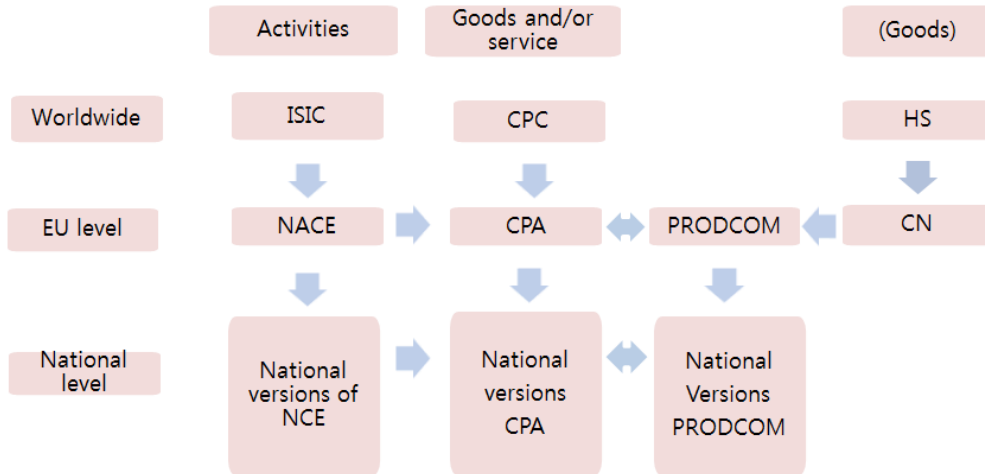 Activities
Goods and/or
service
(Goods)
Worldwide
ISIC
CPC
HS
EU level
NACE
CPA
PRODCOM
CN
National
level
National
versions of
NCE
National
versions
CPA
National
Versions
PRODCOM